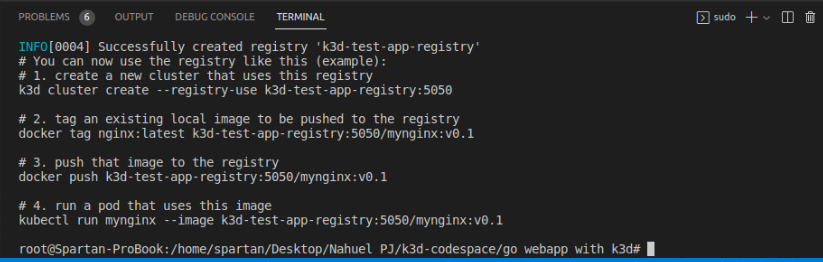 PROBLEMS 6 OUTPUT DEBUG CONSOLE TERMINAL sudo
INFO[0004] Successfully created registry 'k3d-test-app-registry'
# You can now use the registry like this (example):
# 1. create a new cluster that uses this registry
k3d cluster create --registry-use k3d-test-app-registry:5050
# 2. tag an existing local image to be pushed to the registry
docker tag nginx:latest k3d-test-app-registry:5050/mynginx:v0.1
# 3. push that image to the registry
docker push k3d-test-app-registry:5050/mynginx:v0.1
# 4. run a pod that uses this image
kubectl run mynginx --image k3d-test-app-registry:5050/mynginx:v0.1
root@Spartan-ProBook:/home/spartan/Desktop/Nahuel PJ/k3d-codespace/go webapp with k3d#